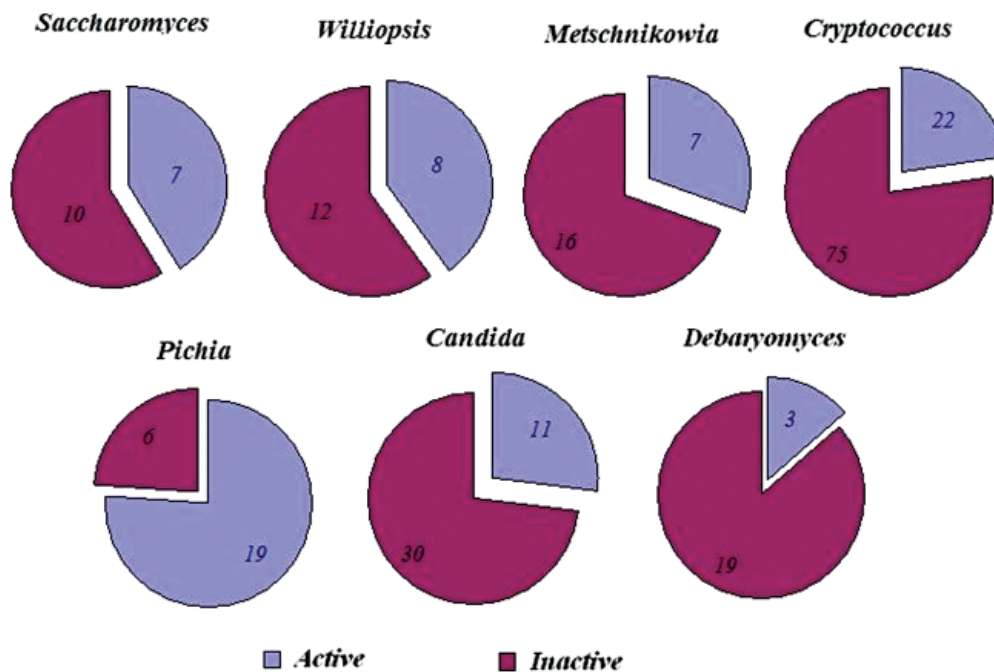 Saccharomyces
Williopsis
Metschnikowia
Cryptococcus
7
10
8
12
7
16
22
75
Pichia
Candida
Debaryomyces
6
19
11
30
3
19
Active
Inactive